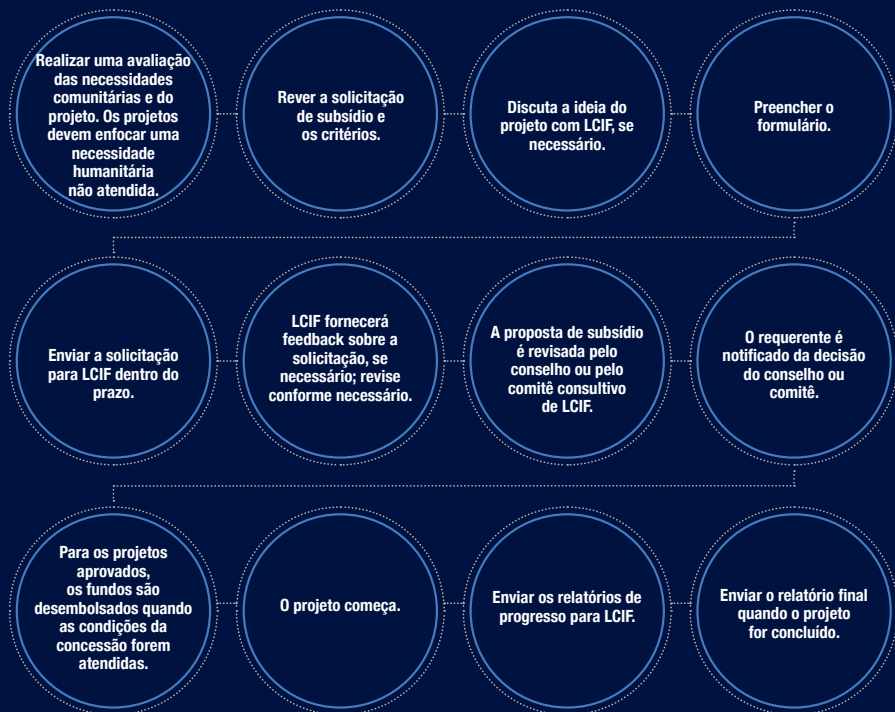 Realizar uma avaliação
das necessidades
comunitárias e do
projeto. Os projetos
devem enfocar uma
necessidade
humanitária
não atendida.
Rever a solicitação
de subsídio e
os critérios.
Discuta a ideia do
projeto com LCIF, se
necessário.
Preencher o
formulário.
Enviar a solicitação
para LCIF dentro do
prazo.
LCIF fornecerá
feedback sobre a
solicitação, se
necessário; revise
conforme necessário.
A proposta de subsídio
é revisada pelo
conselho ou pelo
comitê consultivo
de LCIF.
O requerente é
notificado da decisão
do conselho ou
comitê.
Para os projetos
aprovados,
os fundos são
desembolsados quando
as condições da
concessão forem
atendidas.
O projeto começa.
Enviar os relatórios de
progresso para LCIF.
Enviar o relatório final
quando o projeto
for concluído.